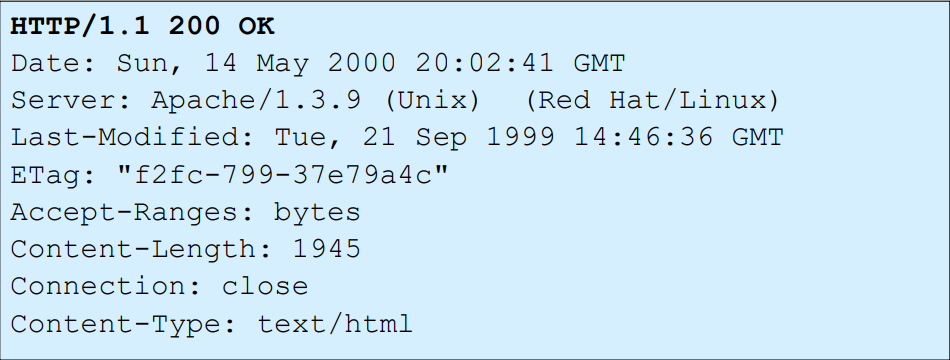 HTTP/1.1 200 OK
Date: Sun, 14 May 2000 20:02:41 GMT
Server: Apache/1.3.9 (Unix)  (Red Hat/Linux)
Last-Modified: Tue, 21 Sep 1999 14:46:36 GMT
ETag: "f2fc-799-37e79a4c"
Accept-Ranges: bytes
Content-Length: 1945
Connection: close
Content-Type: text/html